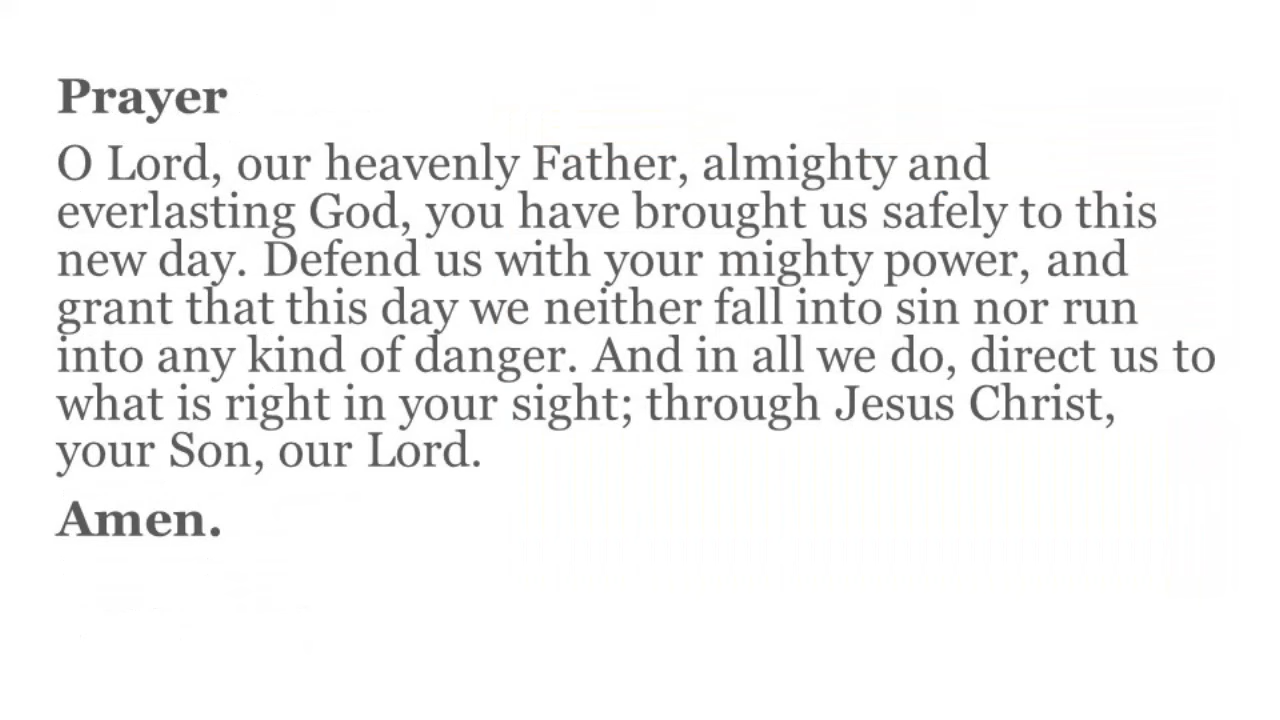 Prayer
O Lord, our heavenly Father, almighty and
everlasting God, you have brought us safely to this
new day. Defend us with your mighty power, and
grant that this day we neither fall into sin nor run
into any kind of danger. And in all we do, direct us to
what is right in your sight; through Jesus Christ,
your Son, our Lord.
Amen.